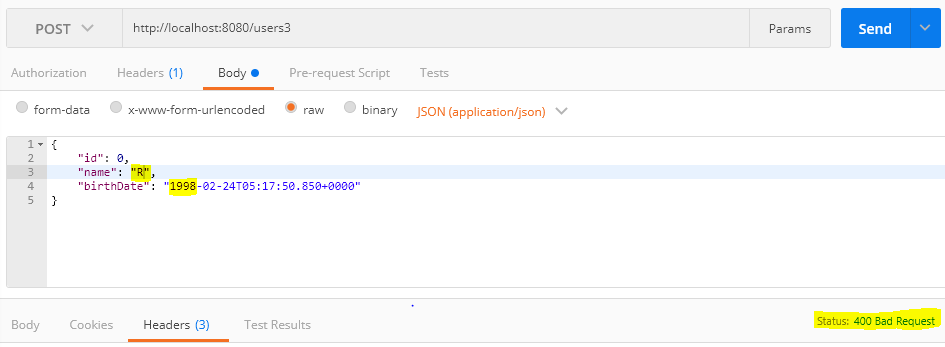 POST http://localhost:8080/users3 Params Send
Authorization Headers (1) Body Pre-request Script Tests
form-data x-www-form-urlencoded raw binary JSON (application/json)
1 {
2 "id": 0,
3 "name": "R",
4 "birthDate": "1998-02-24T05:17:50.850+0000"
5 }
Body Cookies Headers (3) Test Results Status: 400 Bad Request